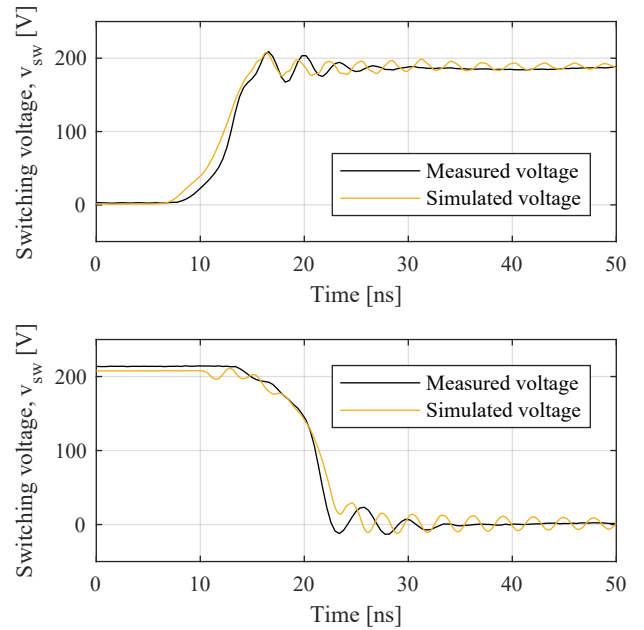 Switching voltage, v_sw [V]
200
100
0
Measured voltage
Simulated voltage
0 10 20 30 40 50
Time [ns]
Switching voltage, v_sw [V]
200
100
0
Measured voltage
Simulated voltage
0 10 20 30 40 50
Time [ns]